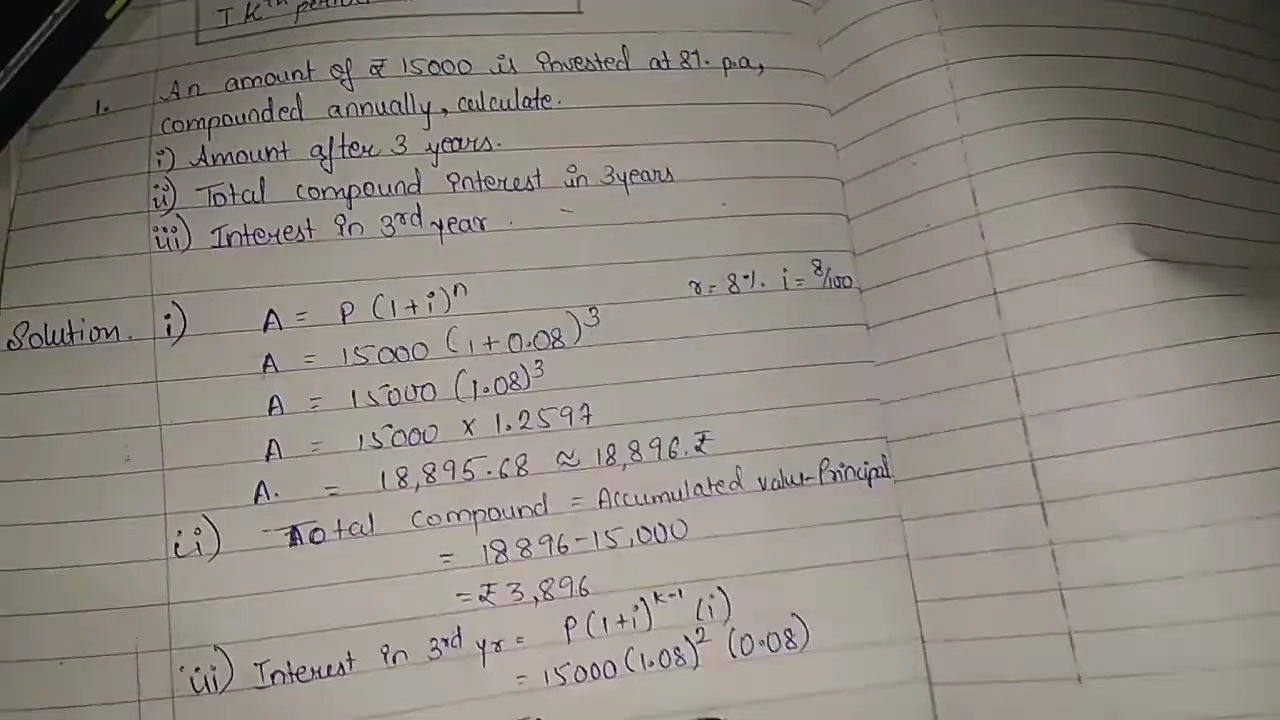 I Kth
1. An amount of ₹ 15000 is invested at 8%. p.a,
compounded annually, calculate.
i) Amount after 3 years.
ii) Total compound interest in 3years
iii) Interest in 3rd year.
r = 8%. i = 8/100
Solution. i) A = P (1+i)^n
A = 15000 (1+0.08)^3
A = 15000 (1.08)^3
A = 15000 x 1.2597
A. = 18,895.68 ≈ 18,896.₹
ii) Total compound = Accumulated value-Principal
= 18896-15,000
= ₹3,896
iii) Interest in 3rd yr = P(1+i)^k-1 (i)
= 15000(1.08)^2 (0.08)